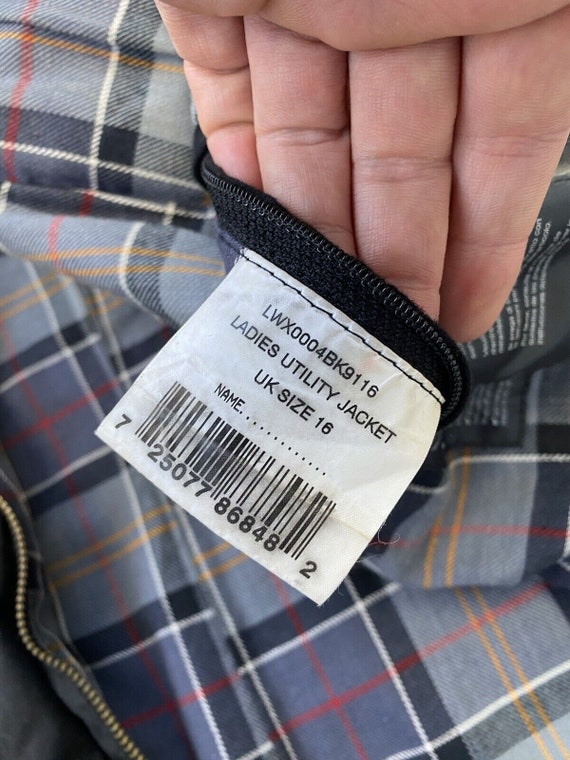 LWX0004BK9116
LADIES UTILITY JACKET
UK SIZE 16
NAME..............
7 25077 86848 2